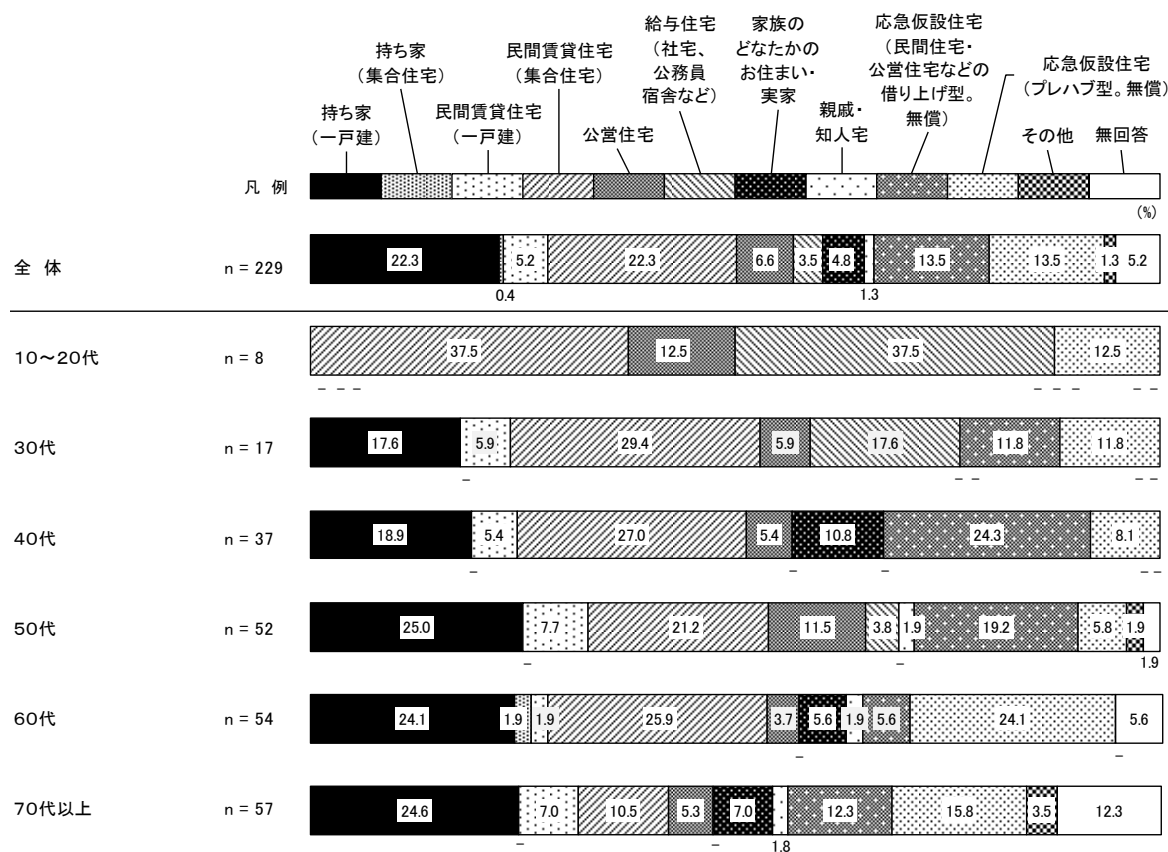 持ち家
(一戸建)
持ち家
(集合住宅)
民間賃貸住宅
(一戸建)
民間賃貸住宅
(集合住宅)
公営住宅
給与住宅
(社宅、
公務員
宿舎など)
家族の
どなたかの
お住まい・
実家
親戚・
知人宅
応急仮設住宅
(民間住宅・
公営住宅などの
借り上げ型。
無償)
応急仮設住宅
(プレハブ型。無償)
その他
無回答
凡 例
(%)
全 体 n = 229 22.3 5.2 22.3 6.6 3.5 4.8 13.5 13.5 1.3 5.2
0.4 1.3
10~20代 n = 8 37.5 12.5 37.5 12.5
- - - - - - - -
30代 n = 17 17.6 5.9 29.4 5.9 17.6 11.8 11.8
- - - - -
40代 n = 37 18.9 5.4 27.0 5.4 10.8 24.3 8.1
- - - - -
50代 n = 52 25.0 7.7 21.2 11.5 3.8 1.9 19.2 5.8 1.9
- - 1.9
60代 n = 54 24.1 1.9 1.9 25.9 3.7 5.6 1.9 5.6 24.1 5.6
- -
70代以上 n = 57 24.6 7.0 10.5 5.3 7.0 12.3 15.8 3.5 12.3
- - 1.8